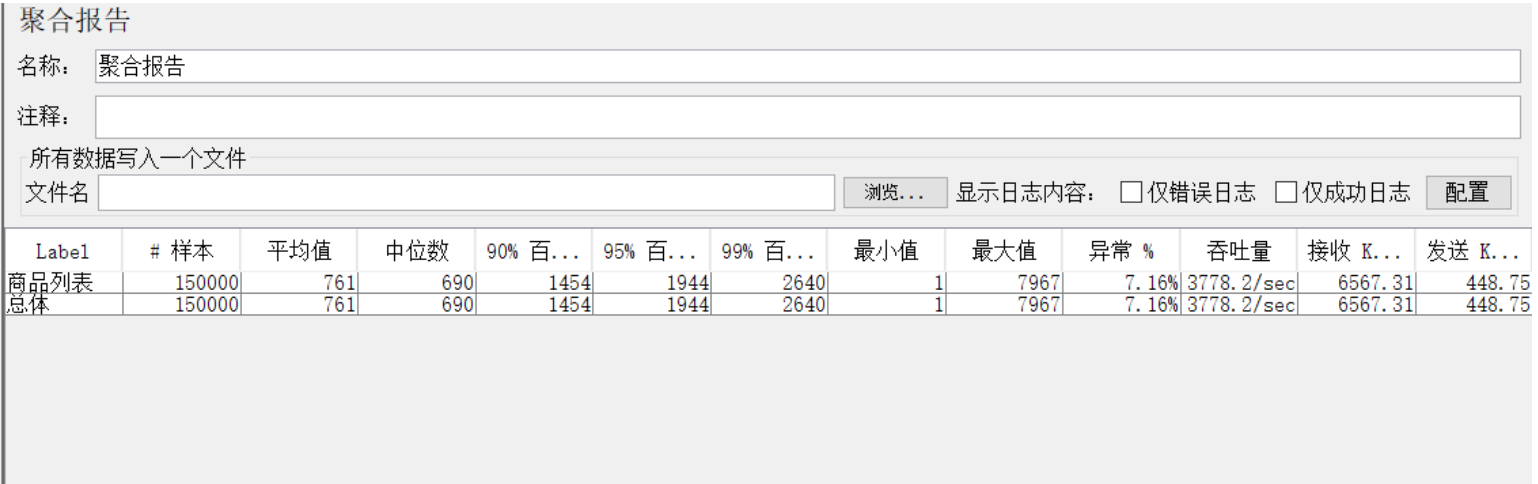 聚合报告
名称： 聚合报告
注释：
所有数据写入一个文件
文件名 浏览... 显示日志内容： 仅错误日志 仅成功日志 配置
Label # 样本 平均值 中位数 90% 百... 95% 百... 99% 百... 最小值 最大值 异常 % 吞吐量 接收 K... 发送 K...
商品列表 150000 761 690 1454 1944 2640 1 7967 7.16% 3778.2/sec 6567.31 448.75
总体 150000 761 690 1454 1944 2640 1 7967 7.16% 3778.2/sec 6567.31 448.75